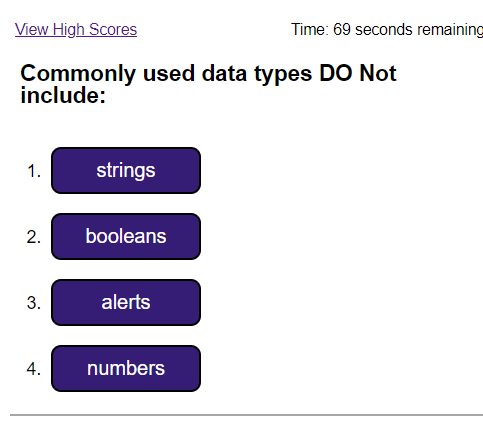 View High Scores Time: 69 seconds remaining
Commonly used data types DO Not
include:
1. strings
2. booleans
3. alerts
4. numbers